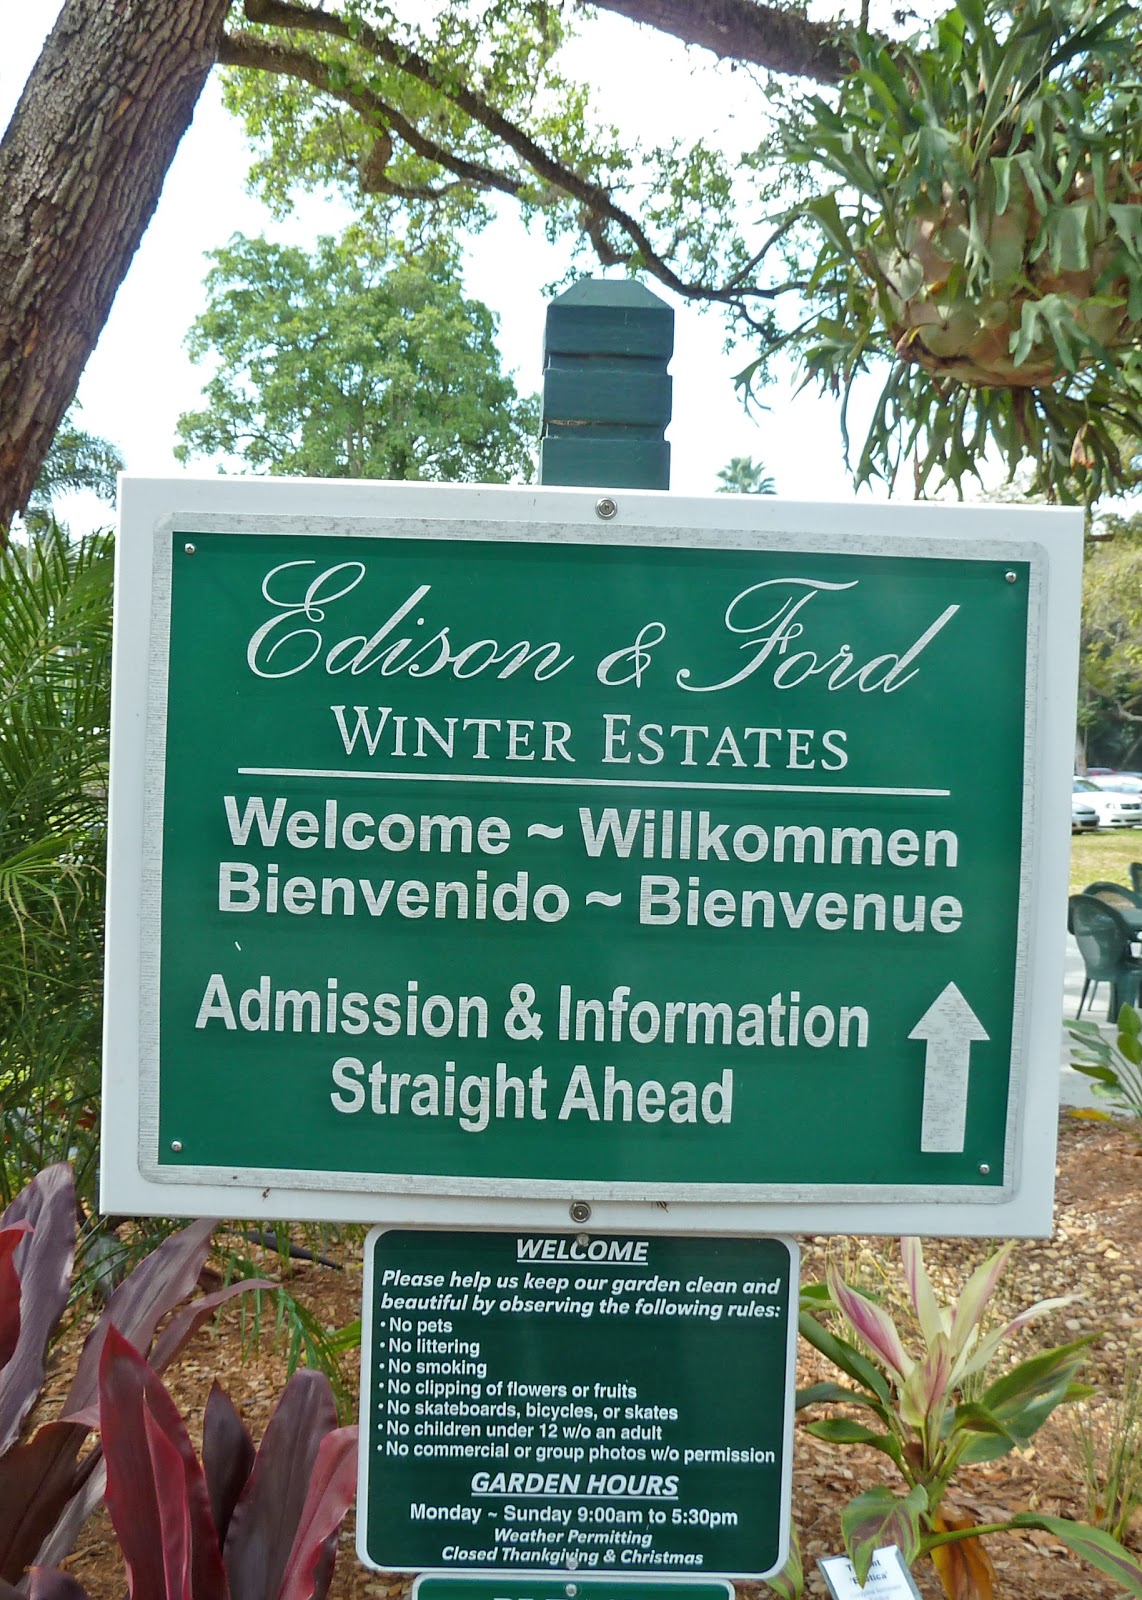 Edison & Ford
WINTER ESTATES
Welcome ~ Willkommen
Bienvenido ~ Bienvenue
Admission & Information
Straight Ahead
WELCOME
Please help us keep our garden clean and
beautiful by observing the following rules:
• No pets
• No littering
• No smoking
• No clipping of flowers or fruits
• No skateboards, bicycles, or skates
• No children under 12 w/o an adult
• No commercial or group photos w/o permission
GARDEN HOURS
Monday ~ Sunday 9:00am to 5:30pm
Weather Permitting
Closed Thankgiving & Christmas